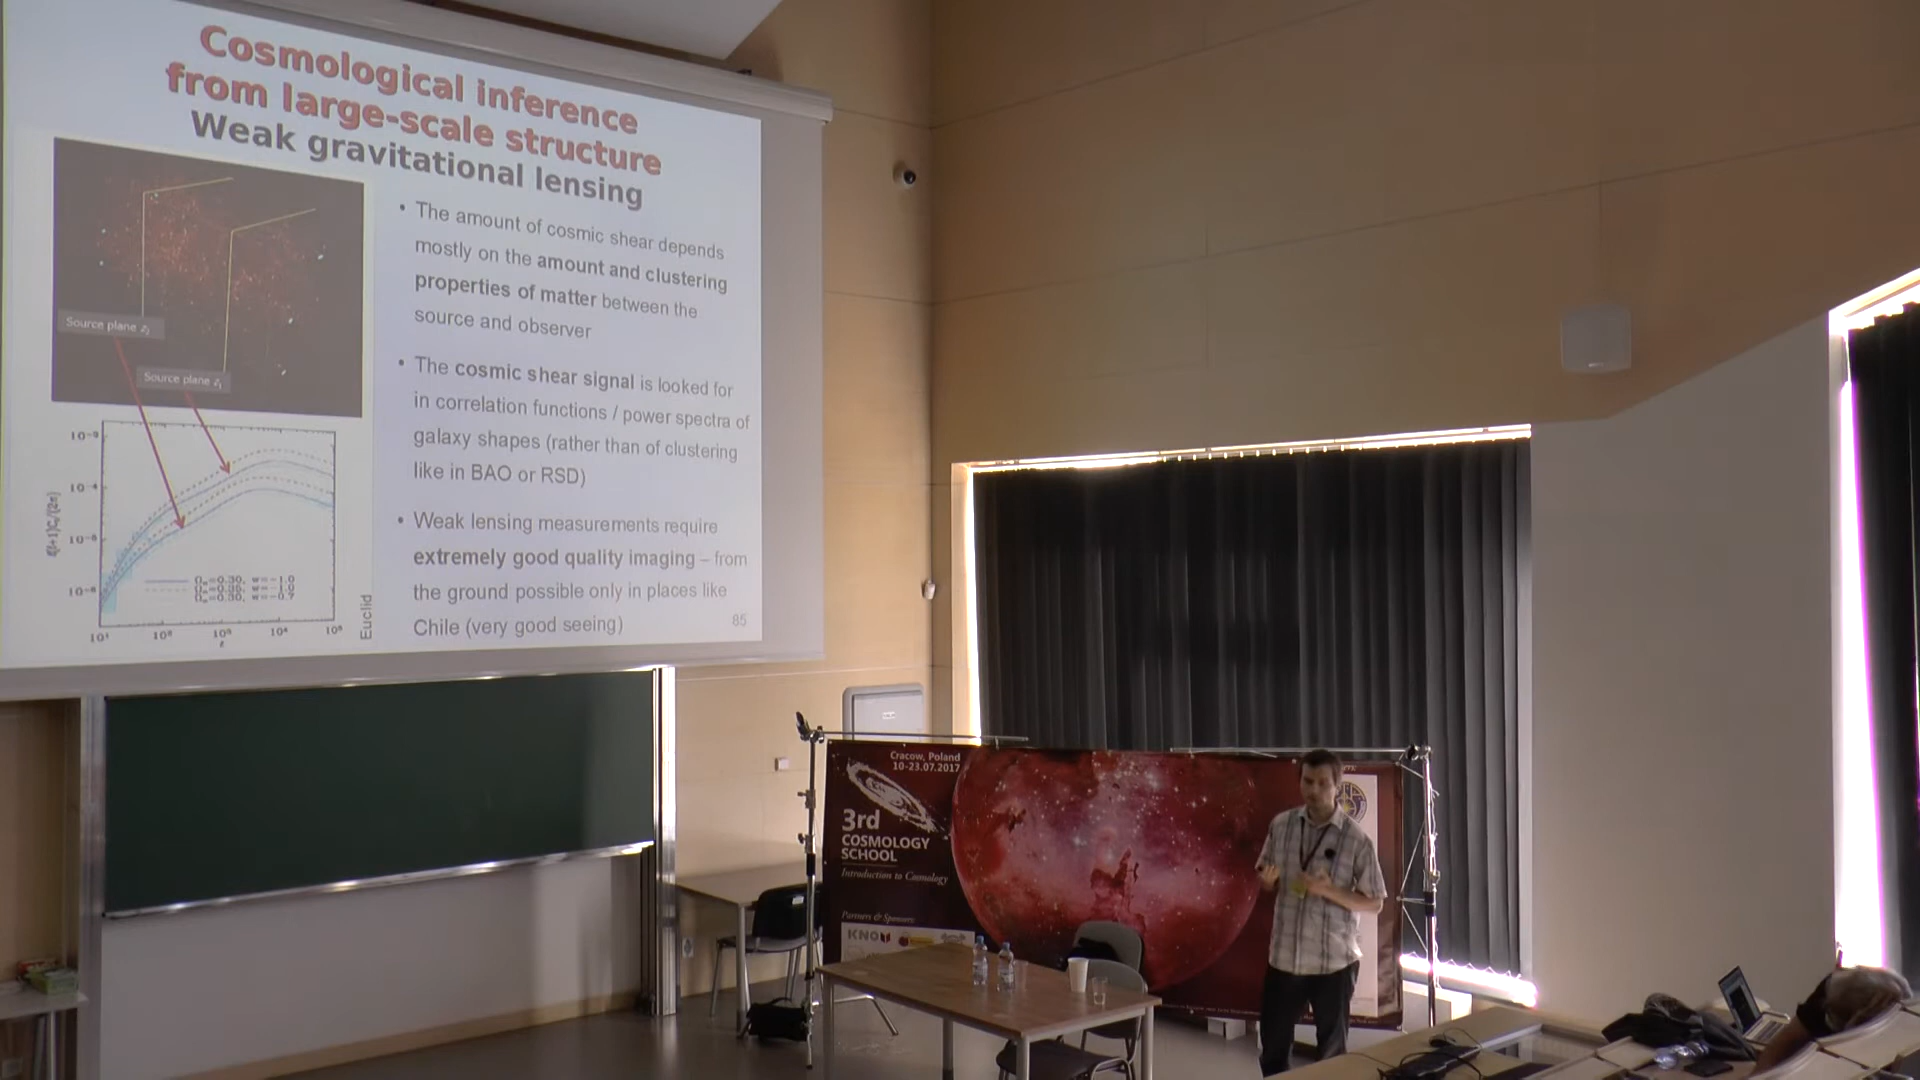 Cosmological inference
from large-scale structure
Weak gravitational lensing
Source plane z₂
Source plane z₁
• The amount of cosmic shear depends
mostly on the amount and clustering
properties of matter between the
source and observer
• The cosmic shear signal is looked for
in correlation functions / power spectra of
galaxy shapes (rather than of clustering
like in BAO or RSD)
• Weak lensing measurements require
extremely good quality imaging – from
the ground possible only in places like
Chile (very good seeing)
Euclid
85
Cracow, Poland
10-23.07.2017
3rd
COSMOLOGY
SCHOOL
Introduction to Cosmology
Partners & Sponsors:
KNOW